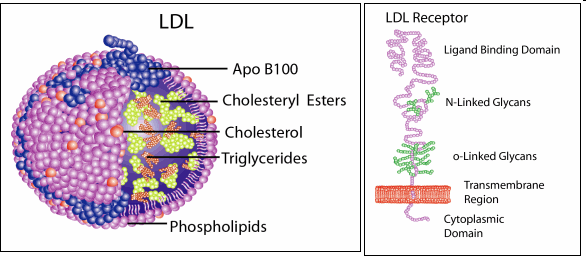 LDL
Apo B100
Cholesteryl Esters
Cholesterol
Triglycerides
Phospholipids
LDL Receptor
Ligand Binding Domain
N-Linked Glycans
o-Linked Glycans
Transmembrane
Region
Cytoplasmic
Domain